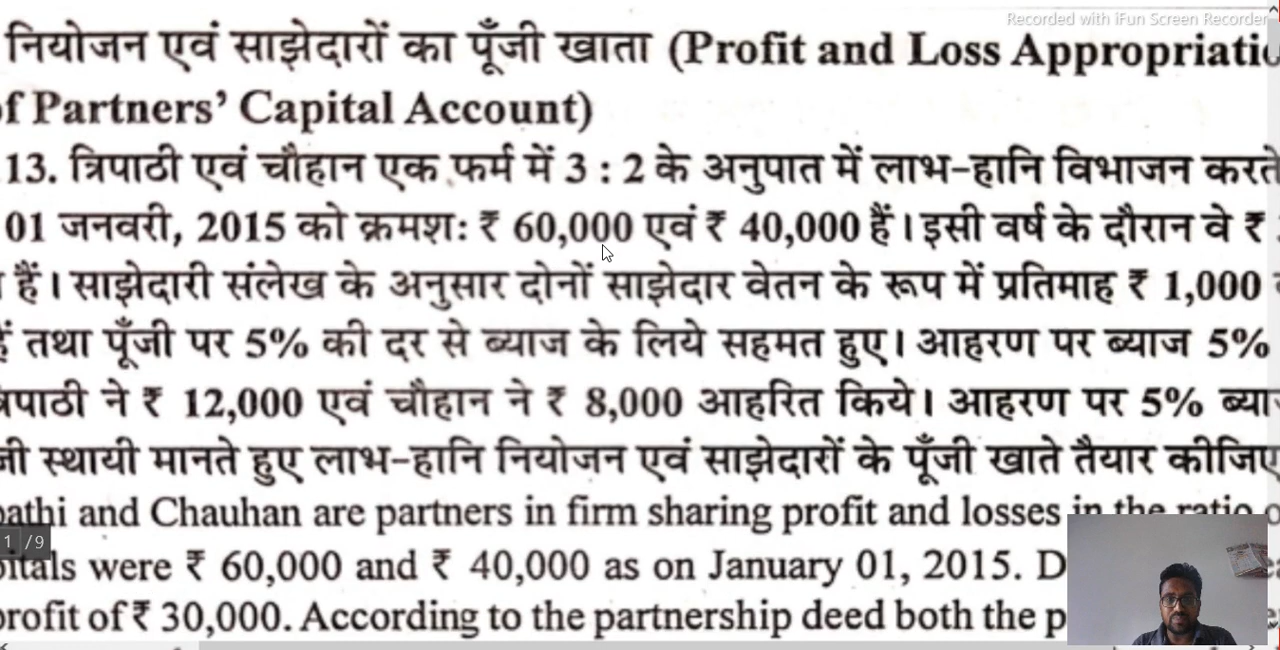 Recorded with iFun Screen Recorder
नियोजन एवं साझेदारों का पूँजी खाता (Profit and Loss Appropriatio
f Partners' Capital Account)
13. त्रिपाठी एवं चौहान एक फर्म में 3 : 2 के अनुपात में लाभ-हानि विभाजन करते
01 जनवरी, 2015 को क्रमशः ₹ 60,000 एवं ₹ 40,000 हैं। इसी वर्ष के दौरान वे ₹
हैं। साझेदारी संलेख के अनुसार दोनों साझेदार वेतन के रूप में प्रतिमाह ₹ 1,000
तथा पूँजी पर 5% की दर से ब्याज के लिये सहमत हुए। आहरण पर ब्याज 5%
त्रपाठी ने ₹ 12,000 एवं चौहान ने ₹ 8,000 आहरित किये। आहरण पर 5% ब्या
जी स्थायी मानते हुए लाभ-हानि नियोजन एवं साझेदारों के पूँजी खाते तैयार कीजिए
pathi and Chauhan are partners in firm sharing profit and losses in the ratio o
1 /9
pitals were ₹ 60,000 and ₹ 40,000 as on January 01, 2015. D
profit of ₹ 30,000. According to the partnership deed both the p